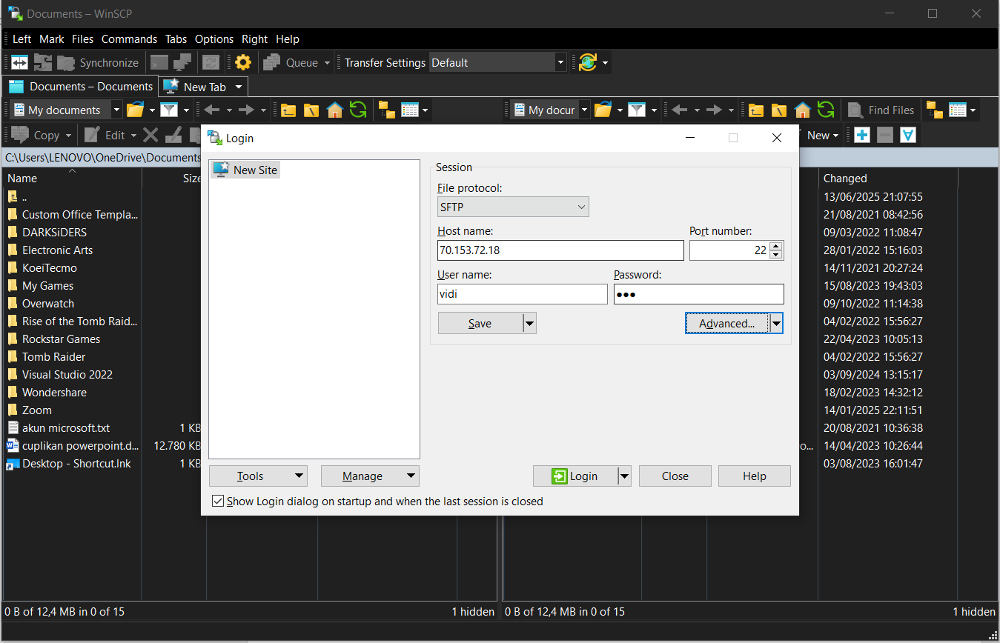 Documents – WinSCP
Left Mark Files Commands Tabs Options Right Help
Synchronize Queue Transfer Settings Default
Documents – Documents New Tab
My documents My docur Find Files
Copy Edit New
C:\Users\LENOVO\OneDrive\Documents
Name Size Changed
..
Custom Office Templa...
DARKSiDERS
Electronic Arts
KoeiTecmo
My Games
Overwatch
Rise of the Tomb Raid...
Rockstar Games
Tomb Raider
Visual Studio 2022
Wondershare
Zoom
akun microsoft.txt 1 KB
cuplikan powerpoint.d... 12.780 KB
Desktop - Shortcut.lnk 1 KB
Login
New Site
Session
File protocol:
SFTP
Host name: Port number:
70.153.72.18 22
User name: Password:
vidi ●●●
Save Advanced...
Tools Manage Login Close Help
Show Login dialog on startup and when the last session is closed
13/06/2025 21:07:55
21/08/2021 08:42:56
09/03/2022 11:08:47
28/01/2022 15:16:03
14/11/2021 20:27:24
15/08/2023 19:43:03
09/10/2022 11:14:38
04/02/2022 15:56:27
22/04/2023 10:05:13
04/02/2022 15:56:27
03/09/2024 13:15:17
18/02/2023 14:32:12
14/01/2025 22:11:51
20/08/2021 10:36:38
o... 14/04/2023 10:26:44
03/08/2023 16:01:47
0 B of 12,4 MB in 0 of 15 1 hidden 0 B of 12,4 MB in 0 of 15 1 hidden